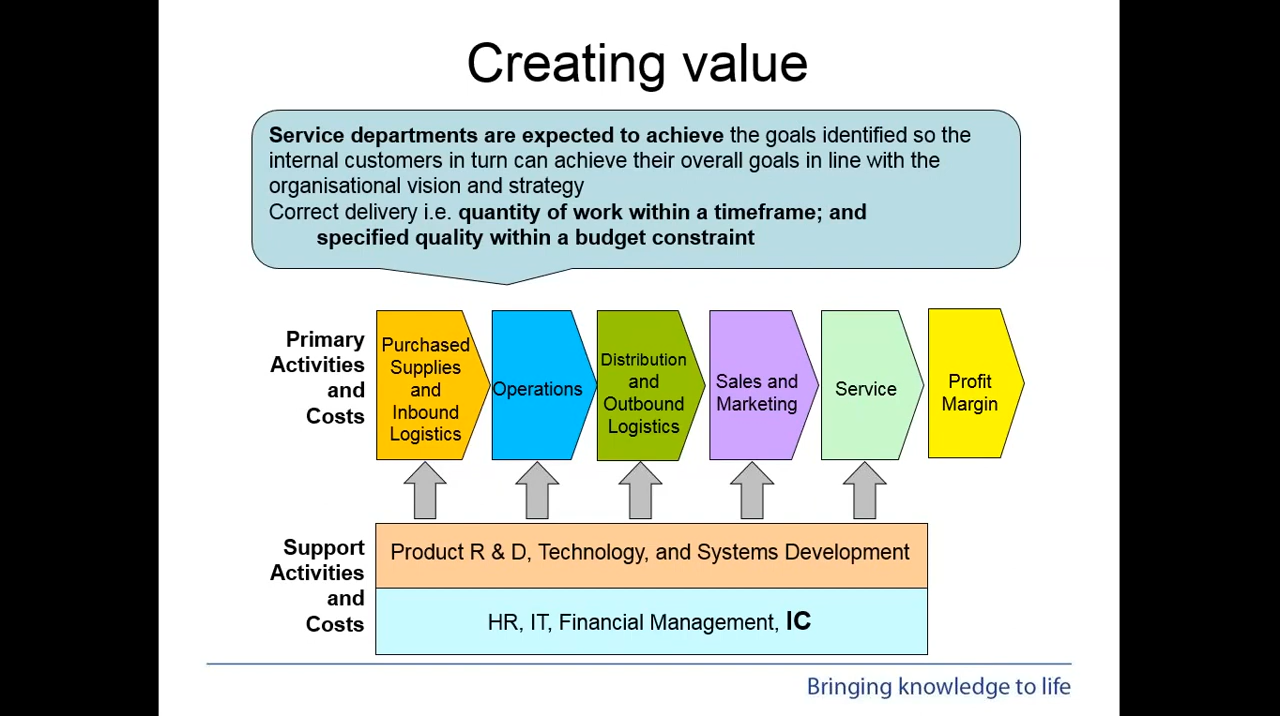 Creating value
Service departments are expected to achieve the goals identified so the
internal customers in turn can achieve their overall goals in line with the
organisational vision and strategy
Correct delivery i.e. quantity of work within a timeframe; and
specified quality within a budget constraint
Primary
Activities
and
Costs
Purchased
Supplies
and
Inbound
Logistics
Operations
Distribution
and
Outbound
Logistics
Sales and
Marketing
Service
Profit
Margin
Support
Activities
and
Costs
Product R & D, Technology, and Systems Development
HR, IT, Financial Management, IC
Bringing knowledge to life